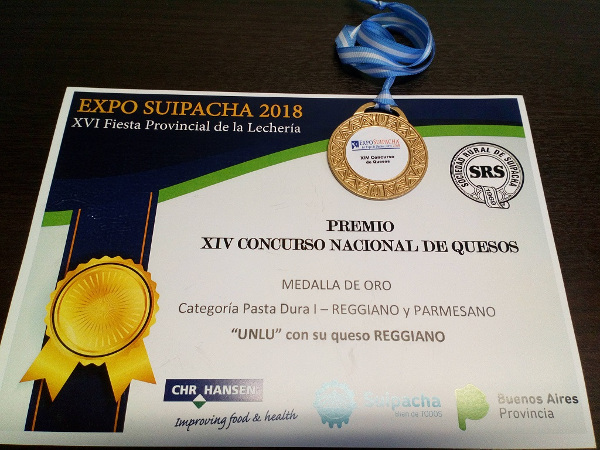 EXPO SUIPACHA 2018
XVI Fiesta Provincial de la Lechería
EXPOSUIPACHA
XIV Concurso
de Quesos
SOCIEDAD RURAL DE SUIPACHA
SRS
PREMIO
XIV CONCURSO NACIONAL DE QUESOS
MEDALLA DE ORO
Categoría Pasta Dura I – REGGIANO y PARMESANO
“UNLU” con su queso REGGIANO
CHR HANSEN
Improving food & health
Suipacha
Buenos Aires
Provincia